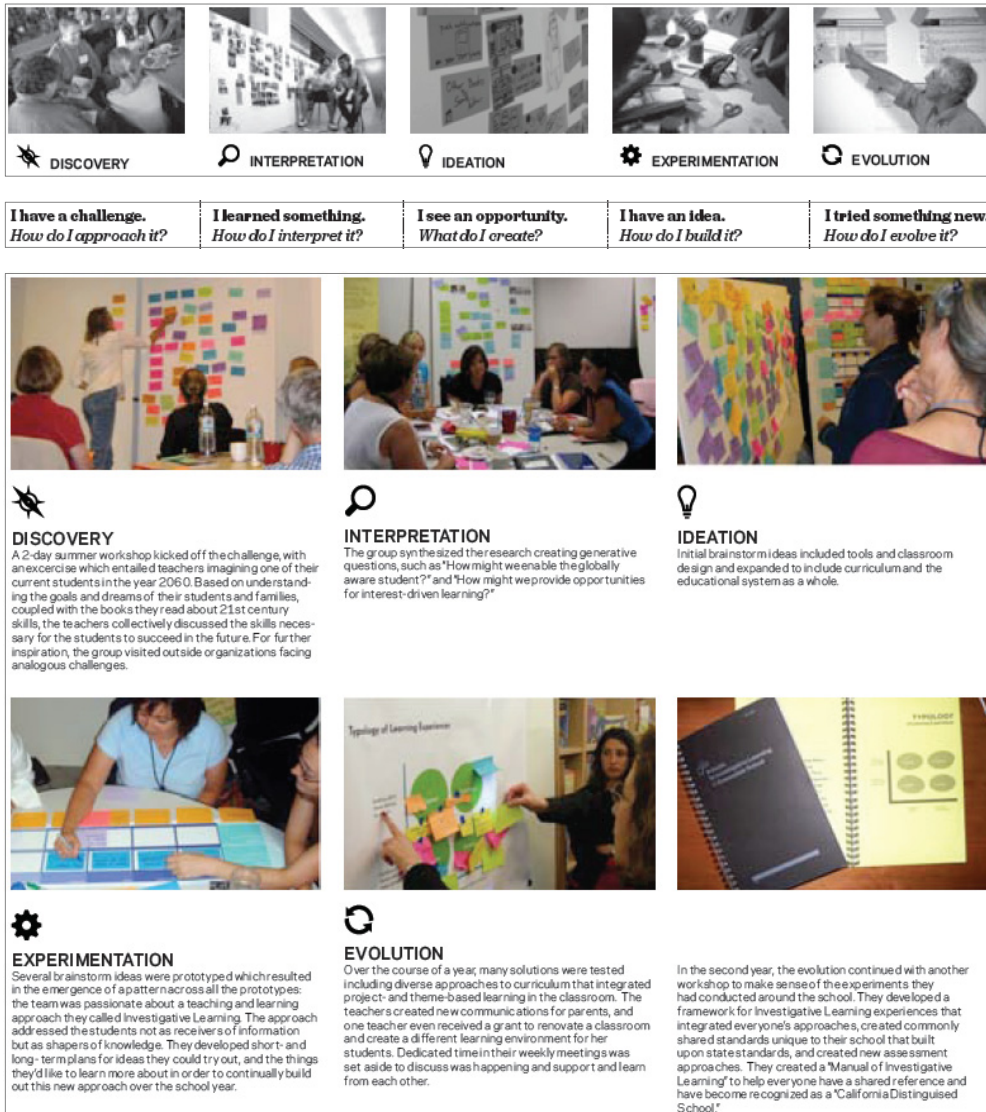 DISCOVERY
INTERPRETATION
IDEATION
EXPERIMENTATION
EVOLUTION
I have a challenge.
How do I approach it?
I learned something.
How do I interpret it?
I see an opportunity.
What do I create?
I have an idea.
How do I build it?
I tried something new.
How do I evolve it?
DISCOVERY
A 2-day summer workshop kicked off the challenge, with
an excercise which entailed teachers imagining one of their
current students in the year 2060. Based on understand-
ing the goals and dreams of their students and families,
coupled with the books they read about 21st century
skills, the teachers collectively discussed the skills neces-
sary for the students to succeed in the future. For further
inspiration, the group visited outside organizations facing
analogous challenges.
INTERPRETATION
The group synthesized the research creating generative
questions, such as "How might we enable the globally
aware student?" and "How might we provide opportunities
for interest-driven learning?"
IDEATION
Initial brainstorm ideas included tools and classroom
design and expanded to include curriculum and the
educational system as a whole.
Typology of Learning Experiences
TYPOLOGY
EXPERIMENTATION
Several brainstorm ideas were prototyped which resulted
in the emergence of a pattern across all the prototypes:
the team was passionate about a teaching and learning
approach they called Investigative Learning. The approach
addressed the students not as receivers of information
but as shapers of knowledge. They developed short- and
long- term plans for ideas they could try out, and the things
they'd like to learn more about in order to continually build
out this new approach over the school year.
EVOLUTION
Over the course of a year, many solutions were tested
including diverse approaches to curriculum that integrated
project- and theme-based learning in the classroom. The
teachers created new communications for parents, and
one teacher even received a grant to renovate a classroom
and create a different learning environment for her
students. Dedicated time in their weekly meetings was
set aside to discuss was happening and support and learn
from each other.
In the second year, the evolution continued with another
workshop to make sense of the experiments they
had conducted around the school. They developed a
framework for Investigative Learning experiences that
integrated everyone's approaches, created commonly
shared standards unique to their school that built
upon state standards, and created new assessment
approaches. They created a "Manual of Investigative
Learning" to help everyone have a shared reference and
have become recognized as a "California Distinguised
School."